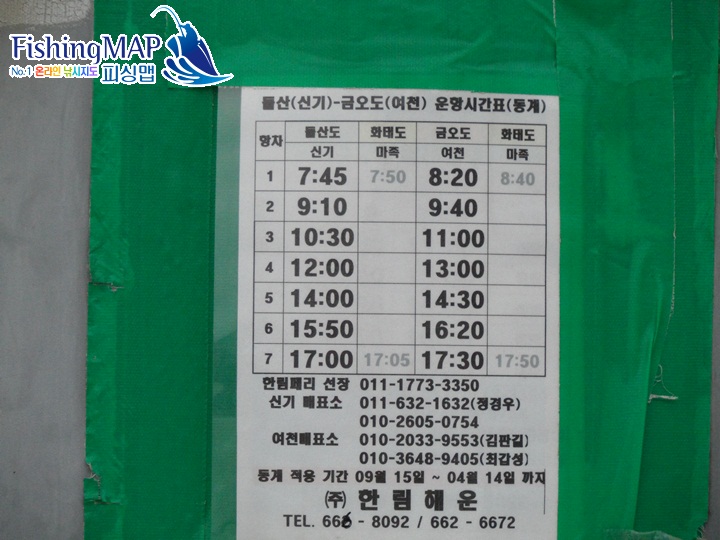 FishingMAP
No.1 온라인 낚시지도 피싱맵
돌산(신기)-금오도(여천) 운항시간표(동계)
항차 돌산도 화태도 금오도 화태도
신기 마족 여천 마족
1 7:45 7:50 8:20 8:40
2 9:10 9:40
3 10:30 11:00
4 12:00 13:00
5 14:00 14:30
6 15:50 16:20
7 17:00 17:05 17:30 17:50
한림페리 선장 011-1773-3350
신기 매표소 011-632-1632(정경우)
010-2605-0754
여천매표소 010-2033-9553(김판길)
010-3648-9405(최갑성)
동계 적용 기간 09월 15일 ~ 04월 14일 까지
㈜ 한림해운
TEL. 666 - 8092 / 662 - 6672